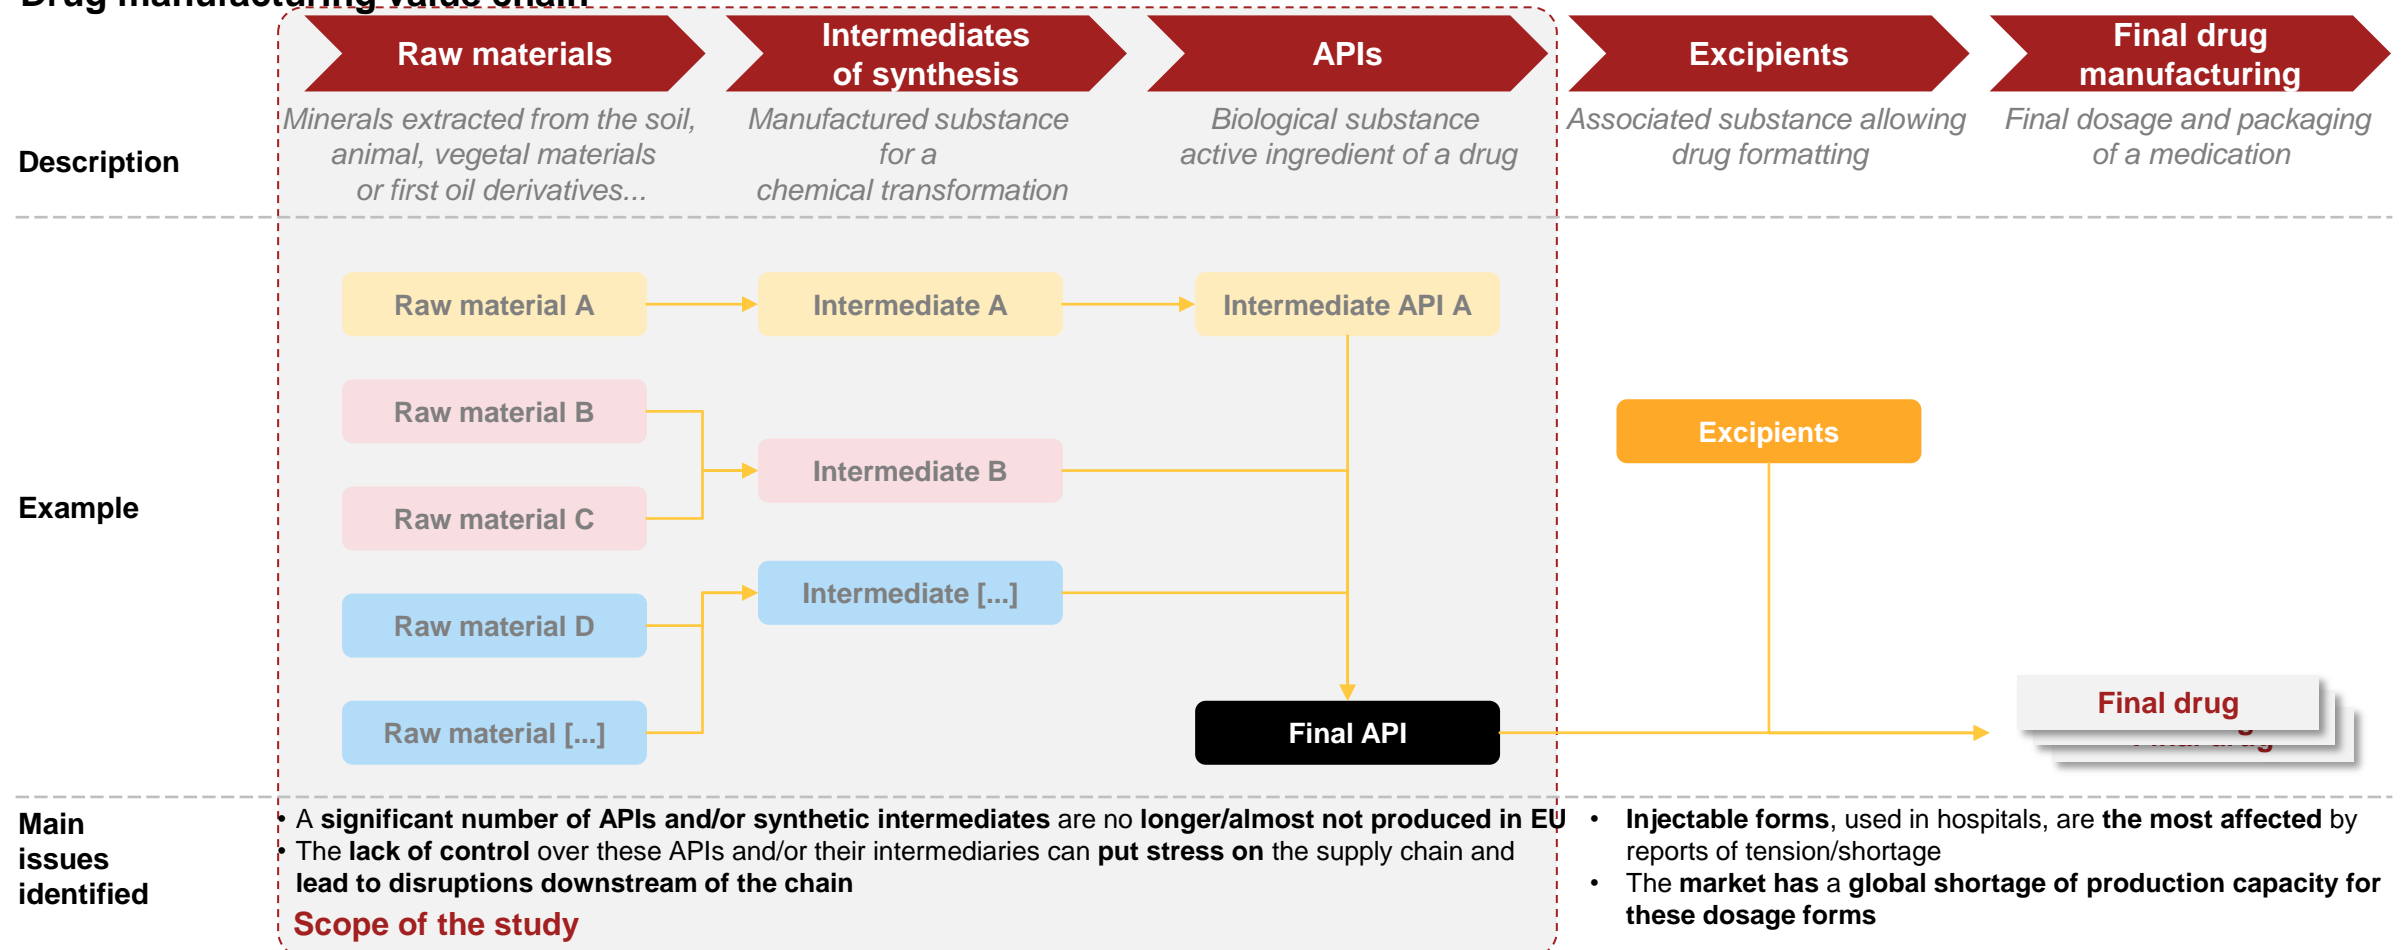 Drug manufacturing value chain
Raw materials
Intermediates
of synthesis
APIs
Excipients
Final drug
manufacturing
Description
Minerals extracted from the soil,
animal, vegetal materials
or first oil derivatives...
Manufactured substance
for a
chemical transformation
Biological substance
active ingredient of a drug
Associated substance allowing
drug formatting
Final dosage and packaging
of a medication
Example
Raw material A
Intermediate A
Intermediate API A
Raw material B
Raw material C
Intermediate B
Excipients
Raw material D
Intermediate [...]
Raw material [...]
Final API
Final drug
Main
issues
identified
• A significant number of APIs and/or synthetic intermediates are no longer/almost not produced in EU
• The lack of control over these APIs and/or their intermediaries can put stress on the supply chain and
lead to disruptions downstream of the chain
Scope of the study
• Injectable forms, used in hospitals, are the most affected by
reports of tension/shortage
• The market has a global shortage of production capacity for
these dosage forms